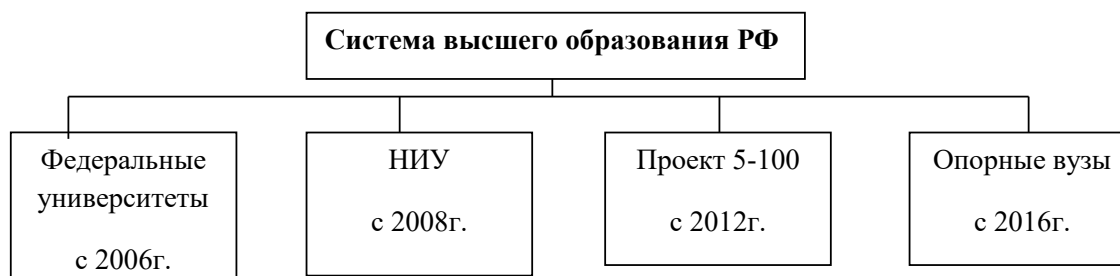 Система высшего образования РФ
Федеральные
университеты
с 2006г.
НИУ
с 2008г.
Проект 5-100
с 2012г.
Опорные вузы
с 2016г.